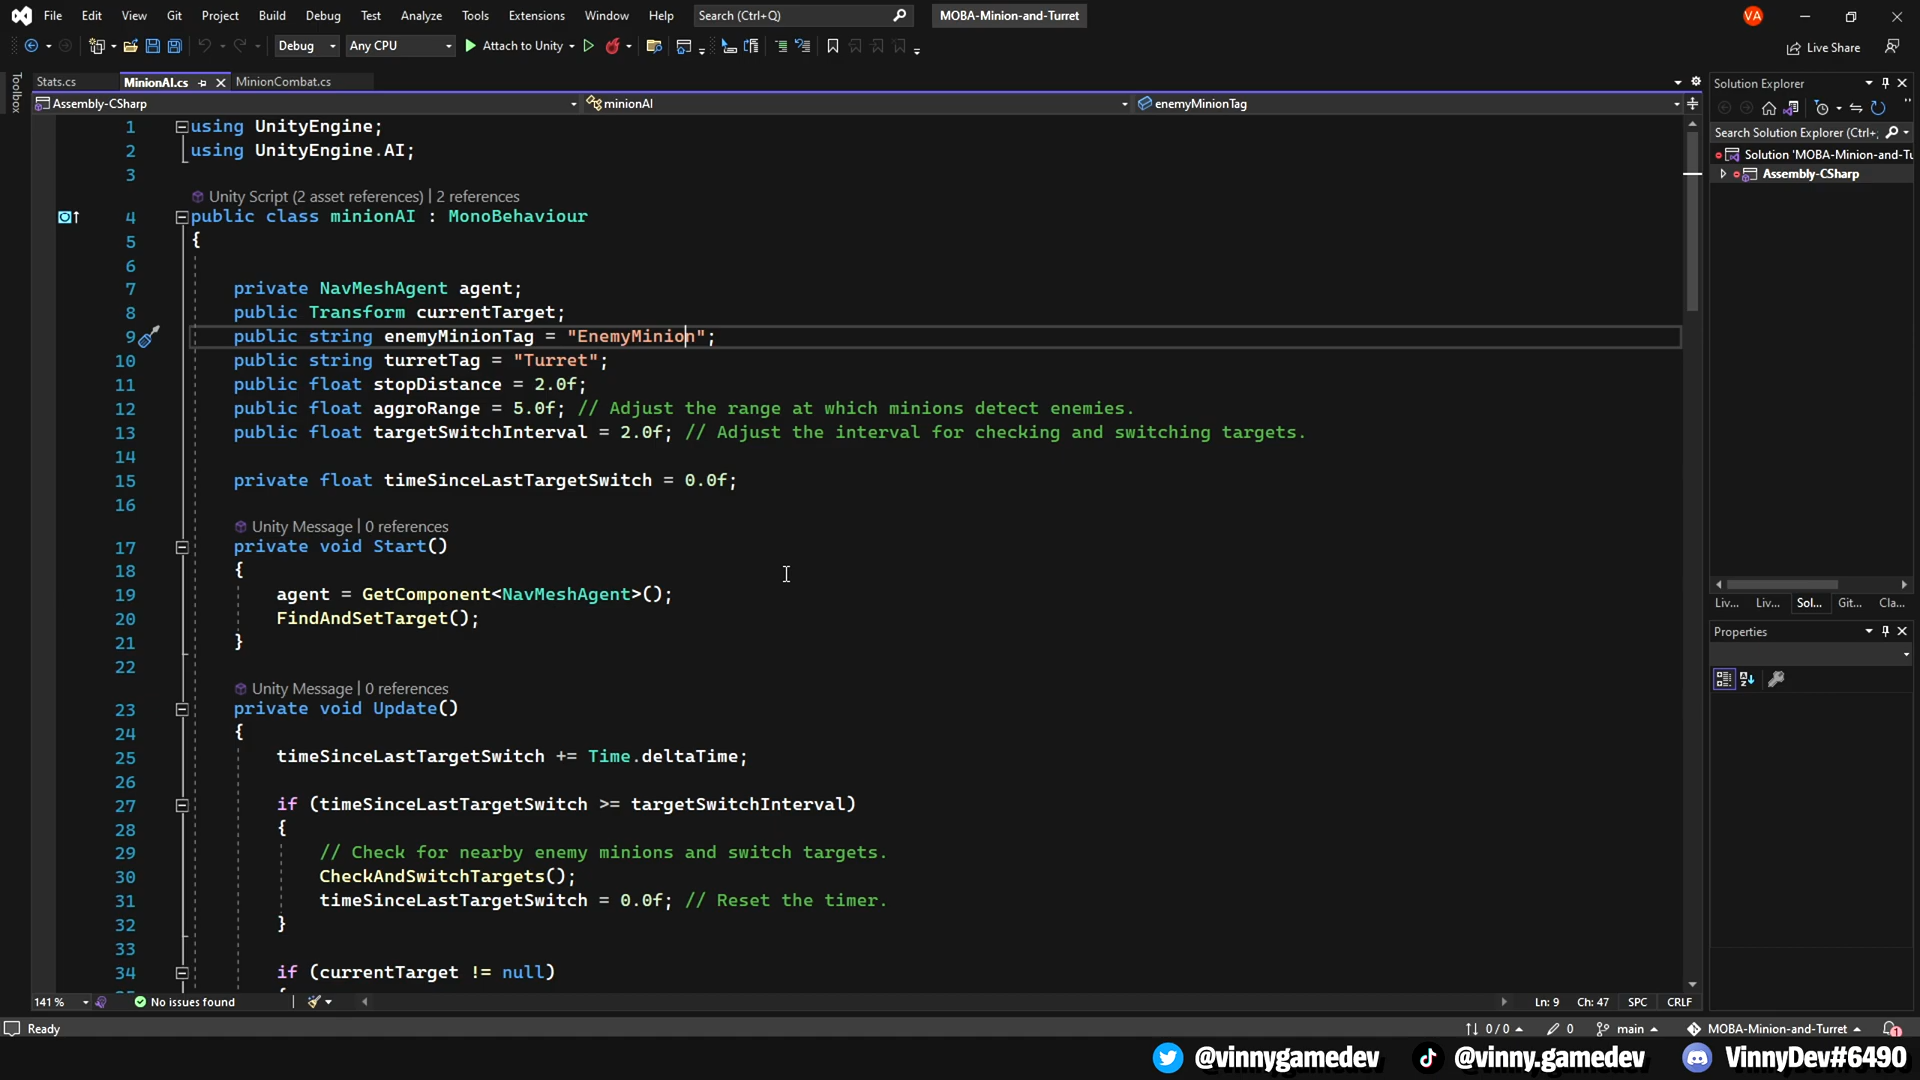 File Edit View Git Project Build Debug Test Analyze Tools Extensions Window Help Search (Ctrl+Q) MOBA-Minion-and-Turret VA
Debug Any CPU Attach to Unity Live Share
Toolbox
Stats.cs MinionAI.cs MinionCombat.cs
Assembly-CSharp minionAI enemyMinionTag
1 using UnityEngine;
2 using UnityEngine.AI;
3
Unity Script (2 asset references) | 2 references
4 public class minionAI : MonoBehaviour
5 {
6
7 private NavMeshAgent agent;
8 public Transform currentTarget;
9 public string enemyMinionTag = "EnemyMinion";
10 public string turretTag = "Turret";
11 public float stopDistance = 2.0f;
12 public float aggroRange = 5.0f; // Adjust the range at which minions detect enemies.
13 public float targetSwitchInterval = 2.0f; // Adjust the interval for checking and switching targets.
14
15 private float timeSinceLastTargetSwitch = 0.0f;
16
Unity Message | 0 references
17 private void Start()
18 {
19 agent = GetComponent<NavMeshAgent>();
20 FindAndSetTarget();
21 }
22
Unity Message | 0 references
23 private void Update()
24 {
25 timeSinceLastTargetSwitch += Time.deltaTime;
26
27 if (timeSinceLastTargetSwitch >= targetSwitchInterval)
28 {
29 // Check for nearby enemy minions and switch targets.
30 CheckAndSwitchTargets();
31 timeSinceLastTargetSwitch = 0.0f; // Reset the timer.
32 }
33
34 if (currentTarget != null)
141 % No issues found Ln: 9 Ch: 47 SPC CRLF
Solution Explorer
Search Solution Explorer (Ctrl+;
Solution 'MOBA-Minion-and-Tu
Assembly-CSharp
Liv... Liv... Sol... Git... Cla...
Properties
Ready 0 / 0 0 main MOBA-Minion-and-Turret 1
@vinnygamedev @vinny.gamedev VinnyDev#6490